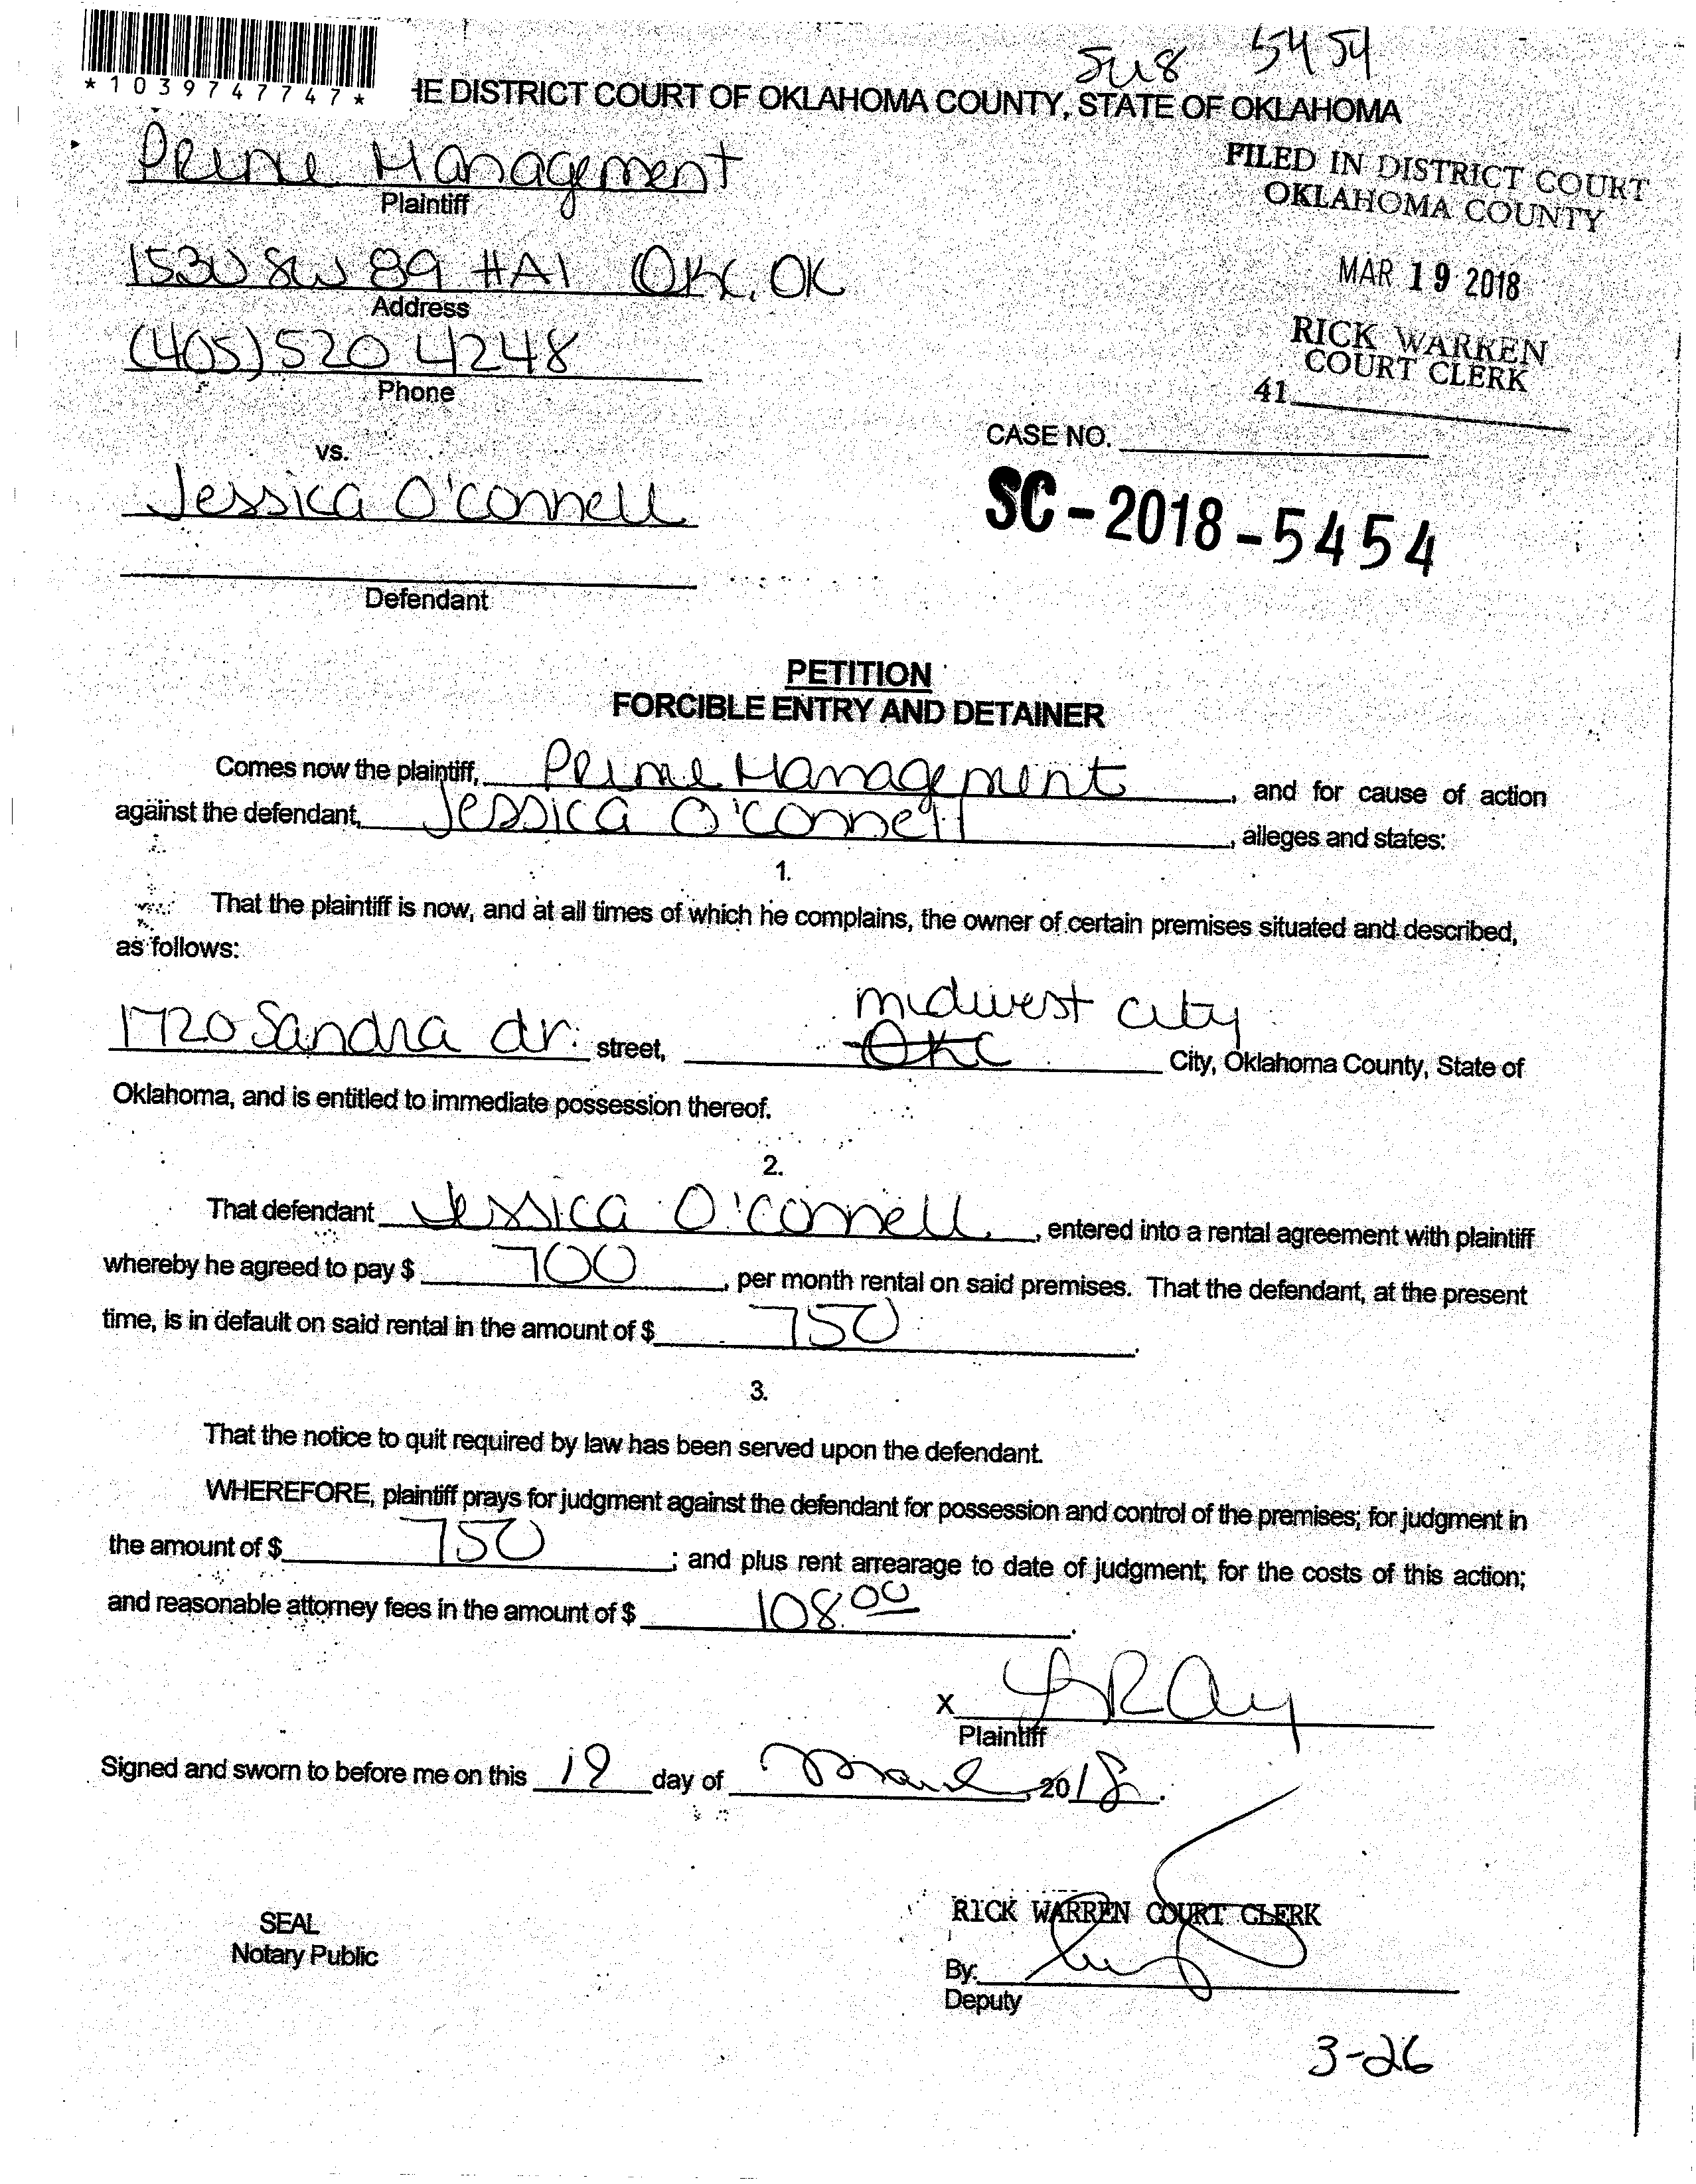 5454
*1039747747*
HE DISTRICT COURT OF OKLAHOMA COUNTY, STATE OF OKLAHOMA
Prime Management
Plaintiff
FILED IN DISTRICT COURT
OKLAHOMA COUNTY
1530 SW 89 #A1 OKC, OK
Address
MAR 19 2018
(405) 520 4248
Phone
RICK WARREN
COURT CLERK
41
CASE NO.
vs.
Jessica O'connell
SC-2018-5454
Defendant
PETITION
FORCIBLE ENTRY AND DETAINER
Comes now the plaintiff, Prime Management, and for cause of action
against the defendant, Jessica O'connell, alleges and states:
1.
That the plaintiff is now, and at all times of which he complains, the owner of certain premises situated and described,
as follows:
midwest city
1720 Sandra dr. street, OKC City, Oklahoma County, State of
Oklahoma, and is entitled to immediate possession thereof.
2.
That defendant Jessica O'connell, entered into a rental agreement with plaintiff
whereby he agreed to pay $ 700, per month rental on said premises. That the defendant, at the present
time, is in default on said rental in the amount of $ 750.
3.
That the notice to quit required by law has been served upon the defendant.
WHEREFORE, plaintiff prays for judgment against the defendant for possession and control of the premises; for judgment in
the amount of $ 750; and plus rent arrearage to date of judgment; for the costs of this action;
and reasonable attorney fees in the amount of $ 108.00.
X
Plaintiff
Signed and sworn to before me on this 19 day of March, 2018.
SEAL
Notary Public
RICK WARREN COURT CLERK
By:
Deputy
3-26